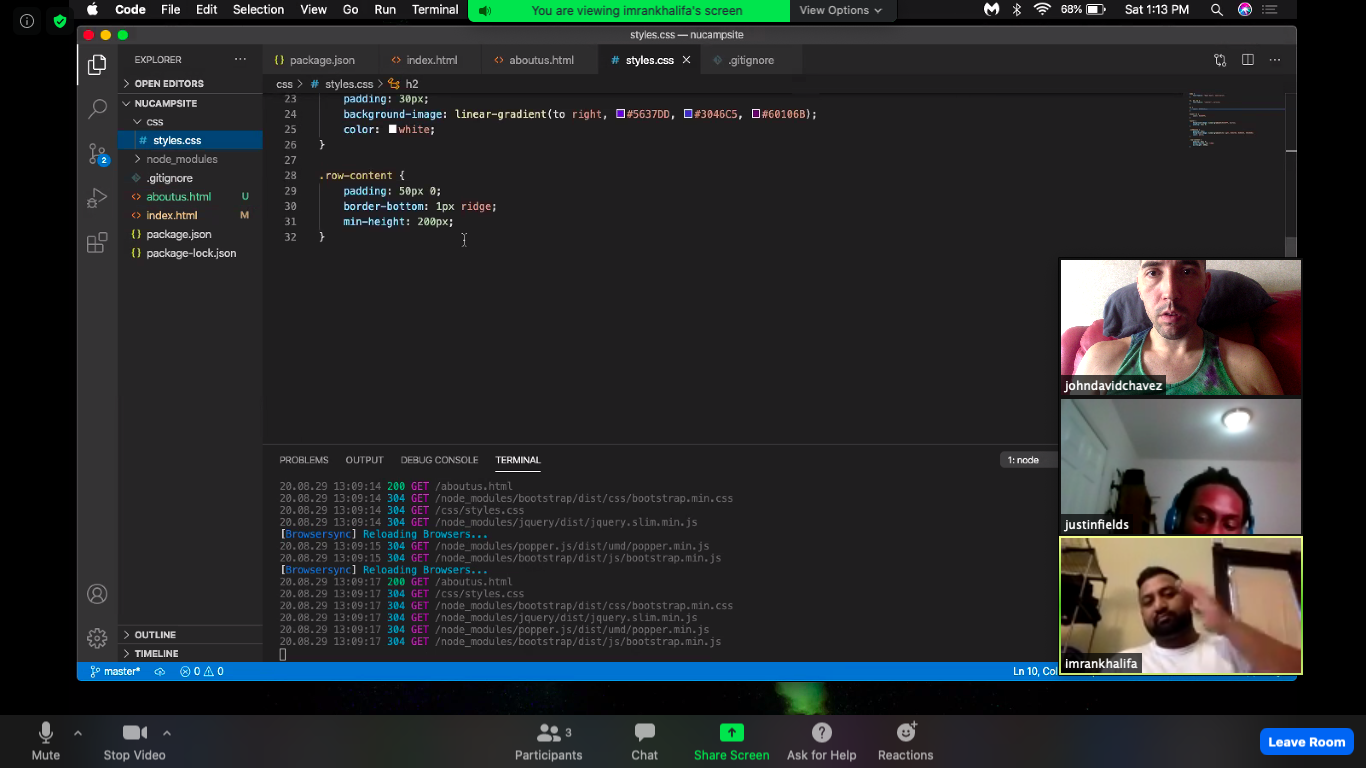 Code File Edit Selection View Go Run Terminal
You are viewing imrankhalifa's screen
View Options
68% Sat 1:13 PM
styles.css — nucampsite
EXPLORER
package.json index.html aboutus.html styles.css .gitignore
css > styles.css > h2
OPEN EDITORS
NUCAMPSITE
css
styles.css
node_modules
.gitignore
aboutus.html U
index.html M
package.json
package-lock.json
2
23 padding: 30px;
24 background-image: linear-gradient(to right, #5637DD, #3046C5, #60106B);
25 color: white;
26 }
27
28 .row-content {
29 padding: 50px 0;
30 border-bottom: 1px ridge;
31 min-height: 200px;
32 }
PROBLEMS OUTPUT DEBUG CONSOLE TERMINAL
1: node
20.08.29 13:09:14 200 GET /aboutus.html
20.08.29 13:09:14 304 GET /node_modules/bootstrap/dist/css/bootstrap.min.css
20.08.29 13:09:14 304 GET /css/styles.css
20.08.29 13:09:14 304 GET /node_modules/jquery/dist/jquery.slim.min.js
[Browsersync] Reloading Browsers...
20.08.29 13:09:15 304 GET /node_modules/popper.js/dist/umd/popper.min.js
20.08.29 13:09:15 304 GET /node_modules/bootstrap/dist/js/bootstrap.min.js
[Browsersync] Reloading Browsers...
20.08.29 13:09:17 200 GET /aboutus.html
20.08.29 13:09:17 304 GET /css/styles.css
20.08.29 13:09:17 304 GET /node_modules/bootstrap/dist/css/bootstrap.min.css
20.08.29 13:09:17 304 GET /node_modules/jquery/dist/jquery.slim.min.js
20.08.29 13:09:17 304 GET /node_modules/popper.js/dist/umd/popper.min.js
20.08.29 13:09:17 304 GET /node_modules/bootstrap/dist/js/bootstrap.min.js
OUTLINE
TIMELINE
master* 0 0
Ln 10,
johndavidchavez
justinfields
imrankhalifa
Mute
Stop Video
Participants 3
Chat
Share Screen
Ask for Help
Reactions
Leave Room